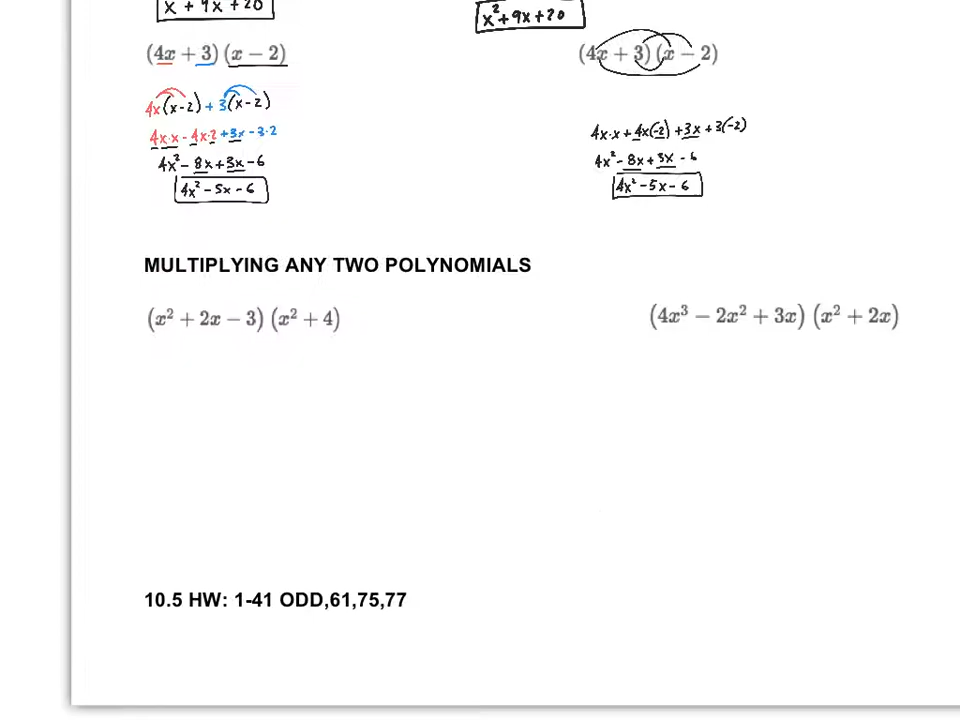 x + 9x + 20
x² + 9x + 20
(4x + 3)(x − 2)
(4x + 3)(x − 2)
4x(x-2) + 3(x-2)
4x·x - 4x·2 + 3x - 3·2
4x² - 8x + 3x - 6
4x² - 5x - 6
4x·x + 4x(-2) + 3x + 3(-2)
4x² - 8x + 3x - 6
4x² - 5x - 6
MULTIPLYING ANY TWO POLYNOMIALS
(x² + 2x − 3)(x² + 4)
(4x³ − 2x² + 3x)(x² + 2x)
10.5 HW: 1-41 ODD,61,75,77